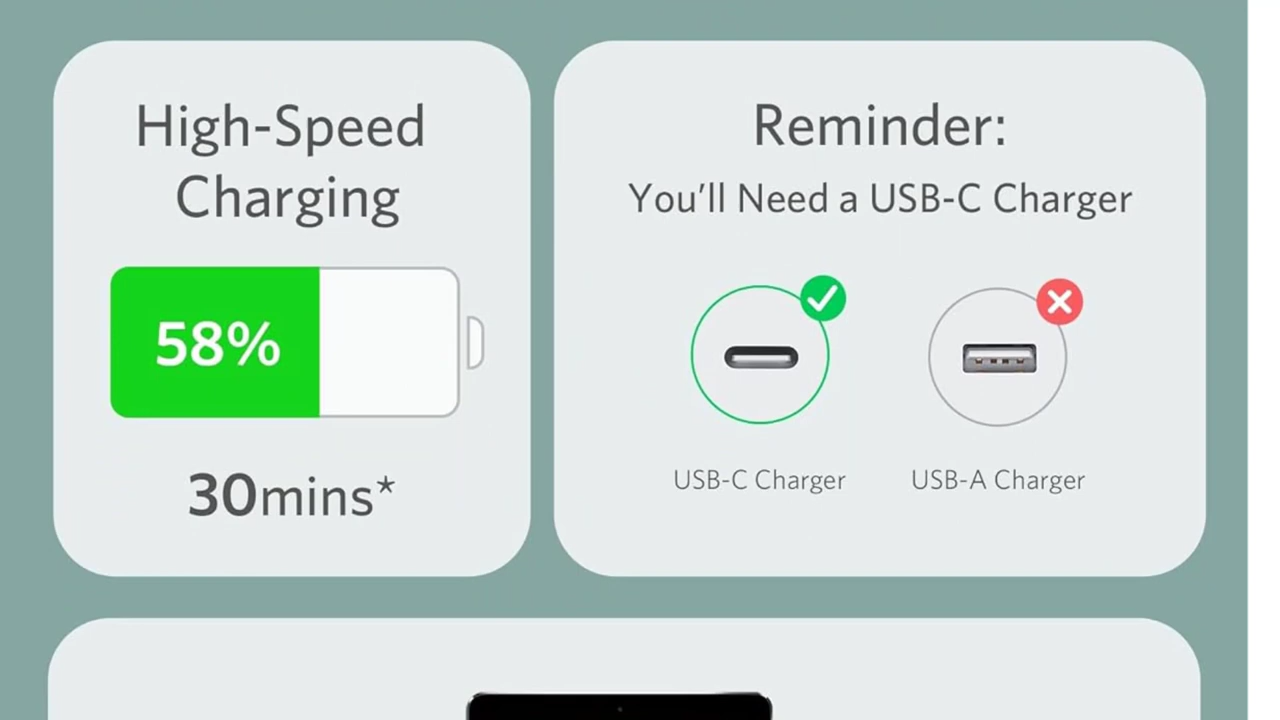 High-Speed
Charging
58%
30mins*
Reminder:
You'll Need a USB-C Charger
USB-C Charger
USB-A Charger